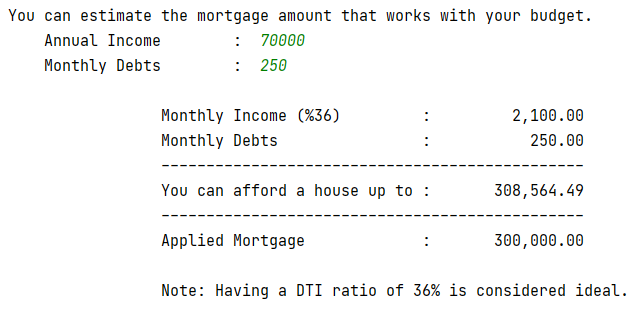 You can estimate the mortgage amount that works with your budget.
Annual Income : 70000
Monthly Debts : 250
Monthly Income (%36) : 2,100.00
Monthly Debts : 250.00
-----------------------------------------------
You can afford a house up to : 308,564.49
-----------------------------------------------
Applied Mortgage : 300,000.00
Note: Having a DTI ratio of 36% is considered ideal.